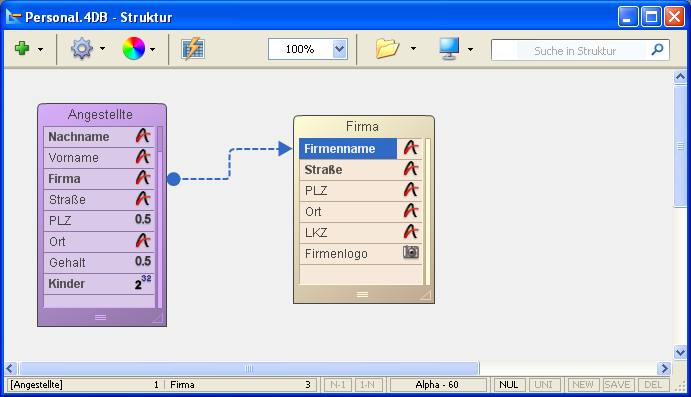 Personal.4DB - Struktur
100%
Suche in Struktur
Angestellte
Nachname
Vorname
Firma
Straße
PLZ 0.5
Ort
Gehalt 0.5
Kinder 2 32
Firma
Firmenname
Straße
PLZ
Ort
LKZ
Firmenlogo
[Angestellte] 1 Firma 3 N-1 1-N Alpha - 60 NUL UNI NEW SAVE DEL